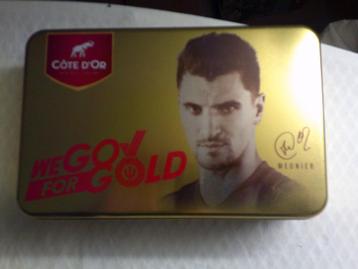 CÔTE D'OR
WE GO
FOR GOLD
MEUNIER